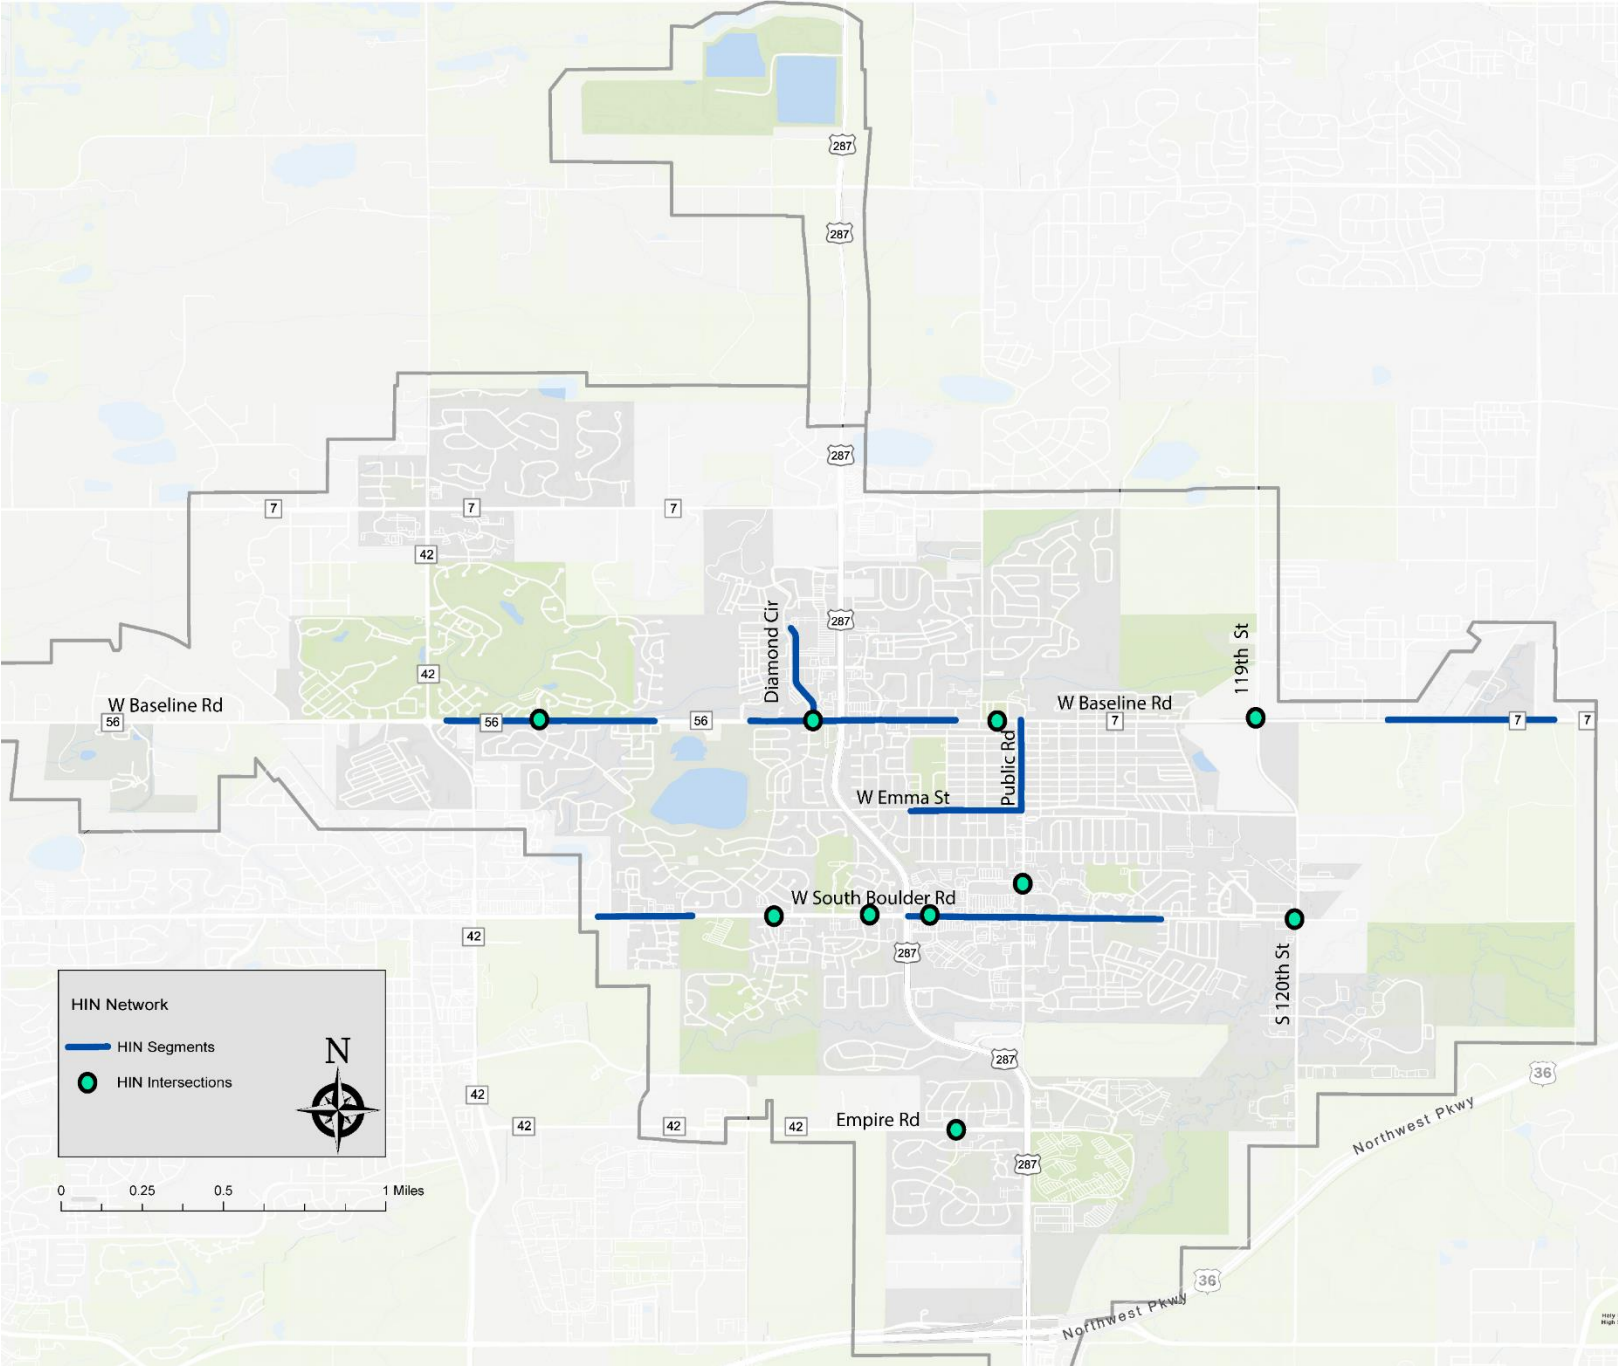 287
287
287
7
7
7
42
Diamond Cir
287
119th St
42
W Baseline Rd
56
56
56
W Baseline Rd
7
7
7
Public Rd
W Emma St
W South Boulder Rd
42
287
S 120th St
HIN Network
HIN Segments
HIN Intersections
N
287
36
42
42
42
42
Empire Rd
Northwest Pkwy
287
0 0.25 0.5 1 Miles
36
Northwest Pkwy